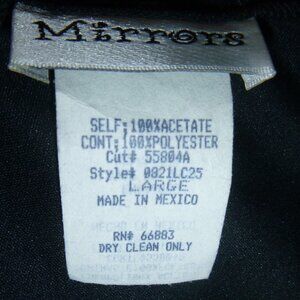 Mirrors
SELF;100%ACETATE
CONT;100%POLYESTER
Cut# 55804A
Style# 0821LC25
LARGE
MADE IN MEXICO
RN# 66883
DRY CLEAN ONLY